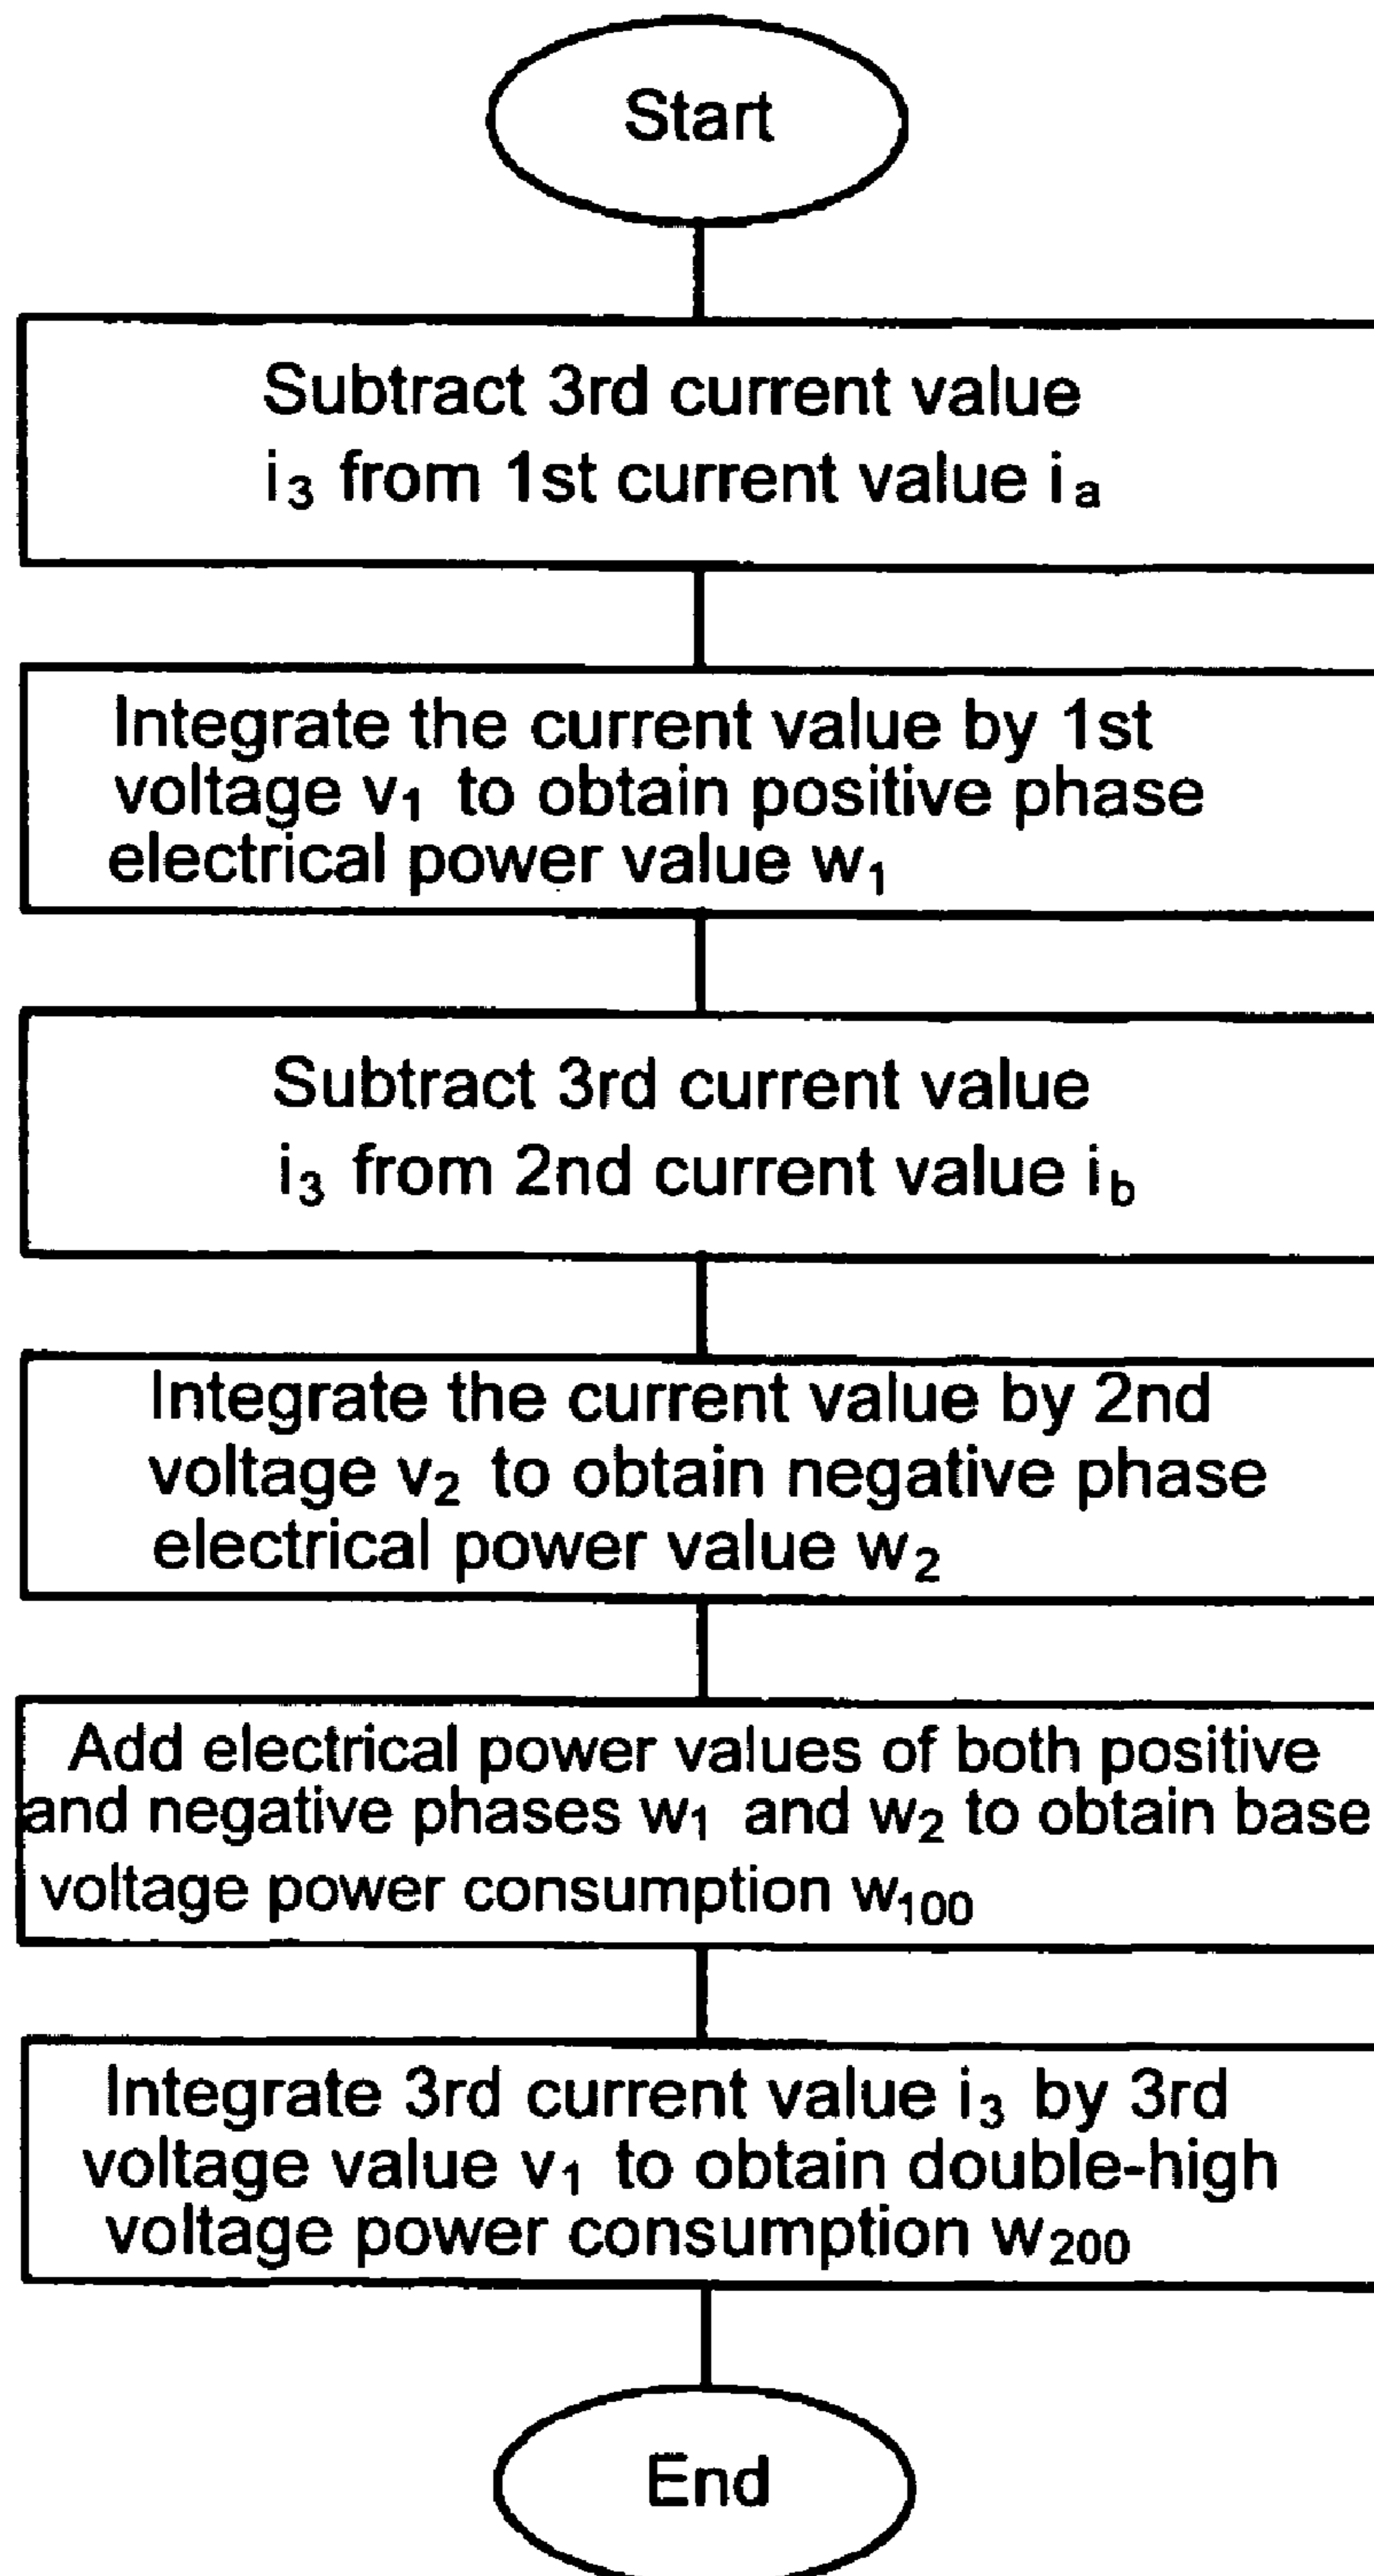 Start
Subtract 3rd current value
i₃ from 1st current value iₐ
Integrate the current value by 1st
voltage v₁ to obtain positive phase
electrical power value w₁
Subtract 3rd current value
i₃ from 2nd current value i_b
Integrate the current value by 2nd
voltage v₂ to obtain negative phase
electrical power value w₂
Add electrical power values of both positive
and negative phases w₁ and w₂ to obtain base
voltage power consumption w₁₀₀
Integrate 3rd current value i₃ by 3rd
voltage value v₁ to obtain double-high
voltage power consumption w₂₀₀
End